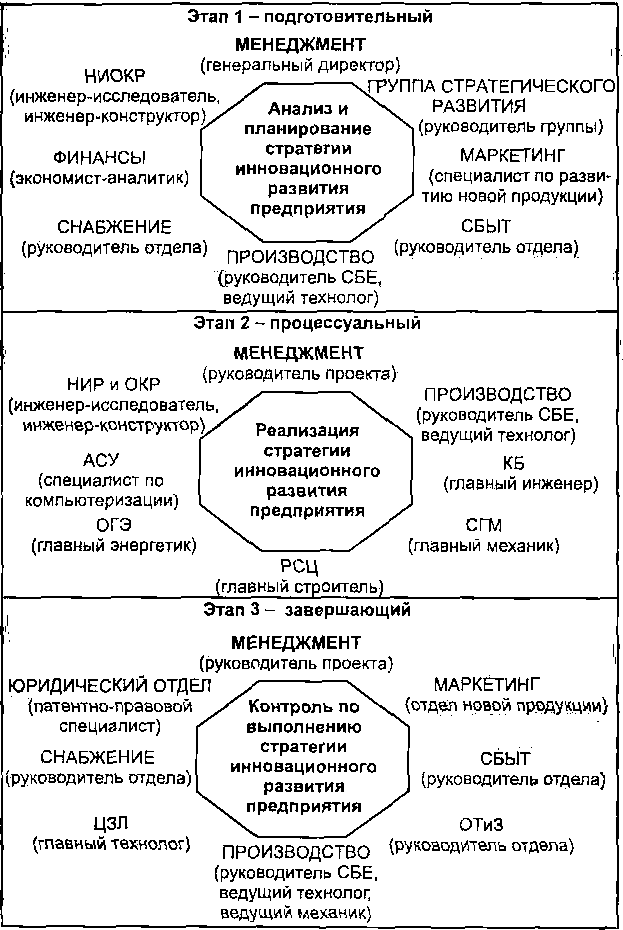 Этап 1 – подготовительный
МЕНЕДЖМЕНТ
(генеральный директор)
НИОКР
(инженер-исследователь,
инженер-конструктор)
ГРУППА СТРАТЕГИЧЕСКОГО
РАЗВИТИЯ
(руководитель группы)
Анализ и
планирование
стратегии
инновационного
развития
предприятия
ФИНАНСЫ
(экономист-аналитик)
МАРКЕТИНГ
(специалист по разви-
тию новой продукции)
СНАБЖЕНИЕ
(руководитель отдела)
СБЫТ
(руководитель отдела)
ПРОИЗВОДСТВО
(руководитель СБЕ,
ведущий технолог)
Этап 2 – процессуальный
МЕНЕДЖМЕНТ
(руководитель проекта)
НИР и ОКР
(инженер-исследователь,
инженер-конструктор)
ПРОИЗВОДСТВО
(руководитель СБЕ,
ведущий технолог)
Реализация
стратегии
инновационного
развития
предприятия
АСУ
(специалист по
компьютеризации)
КБ
(главный инженер)
ОГЭ
(главный энергетик)
СГМ
(главный механик)
РСЦ
(главный строитель)
Этап 3 – завершающий
МЕНЕДЖМЕНТ
(руководитель проекта)
ЮРИДИЧЕСКИЙ ОТДЕЛ
(патентно-правовой
специалист)
МАРКЕТИНГ
(отдел новой продукции)
Контроль по
выполнению
стратегии
инновационного
развития
предприятия
СНАБЖЕНИЕ
(руководитель отдела)
СБЫТ
(руководитель отдела)
ЦЗЛ
(главный технолог)
ОТиЗ
(руководитель отдела)
ПРОИЗВОДСТВО
(руководитель СБЕ,
ведущий технолог,
ведущий механик)